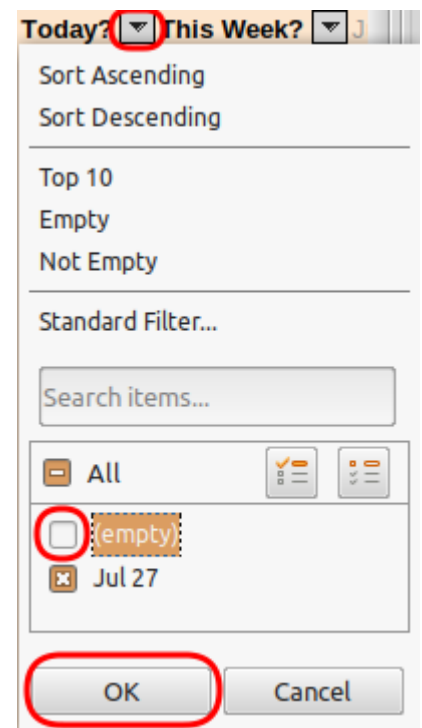 Today? This Week? J
Sort Ascending
Sort Descending
Top 10
Empty
Not Empty
Standard Filter...
Search items...
All
(empty)
Jul 27
OK Cancel